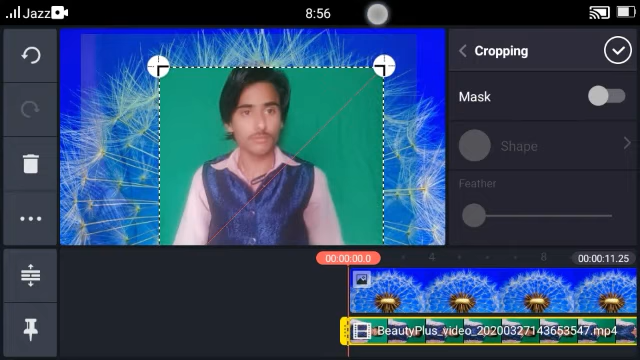 Jazz
8:56
Cropping
Mask
Shape
Feather
00:00:00.0
4
8
00:00:11.25
BeautyPlus_video_20200327143653547.mp4